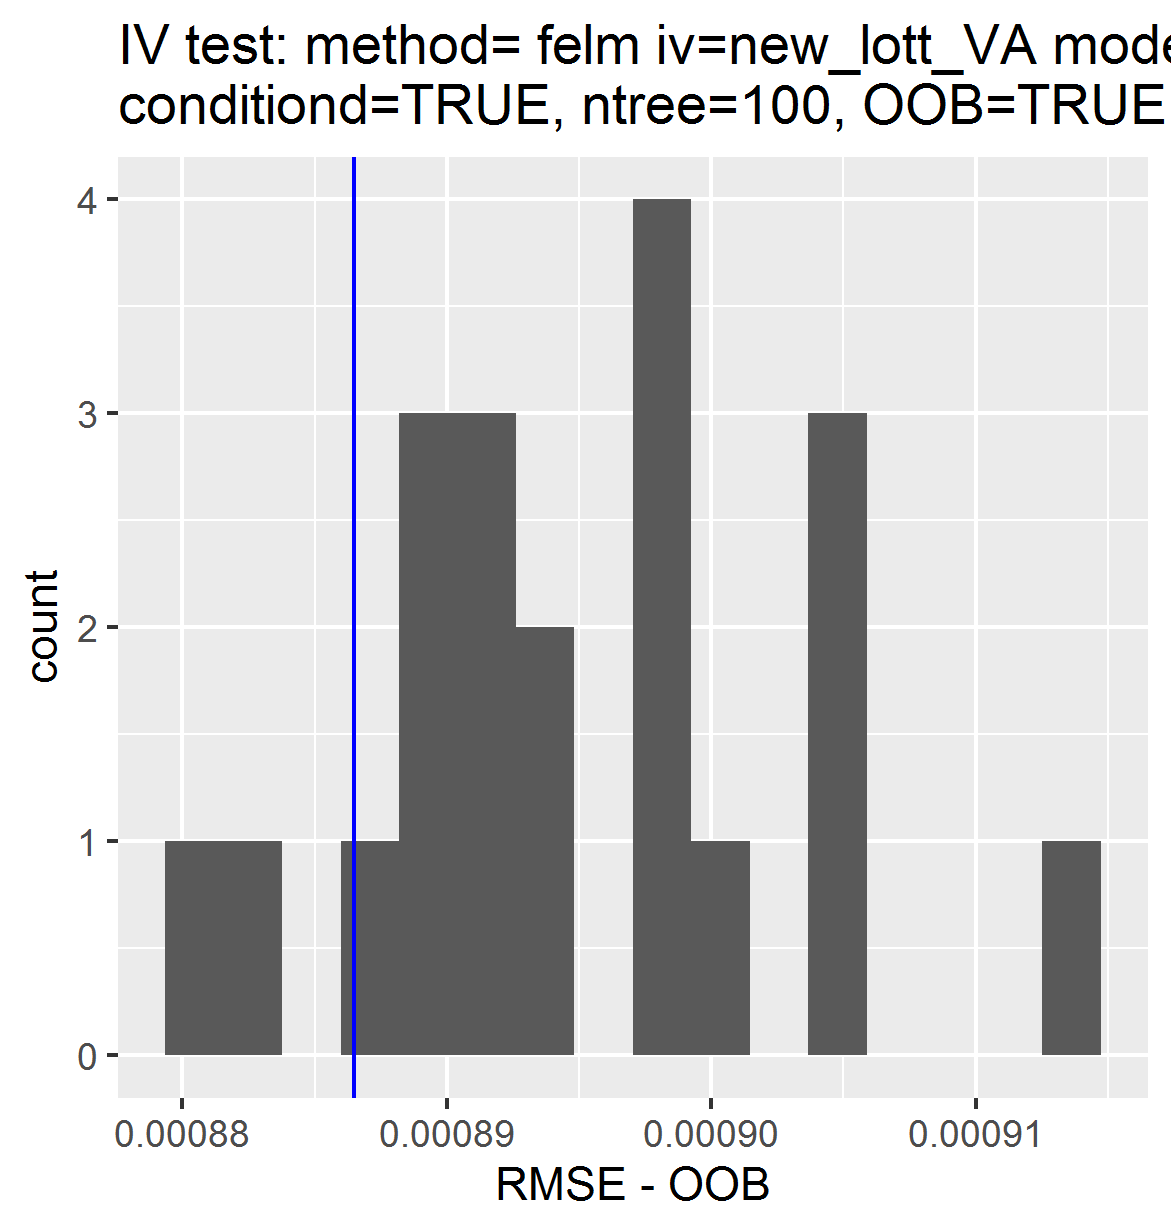 IV test: method= felm iv=new_lott_VA mode
conditiond=TRUE, ntree=100, OOB=TRUE
4
3
2
1
0
count
0.00088 0.00089 0.00090 0.00091
RMSE - OOB